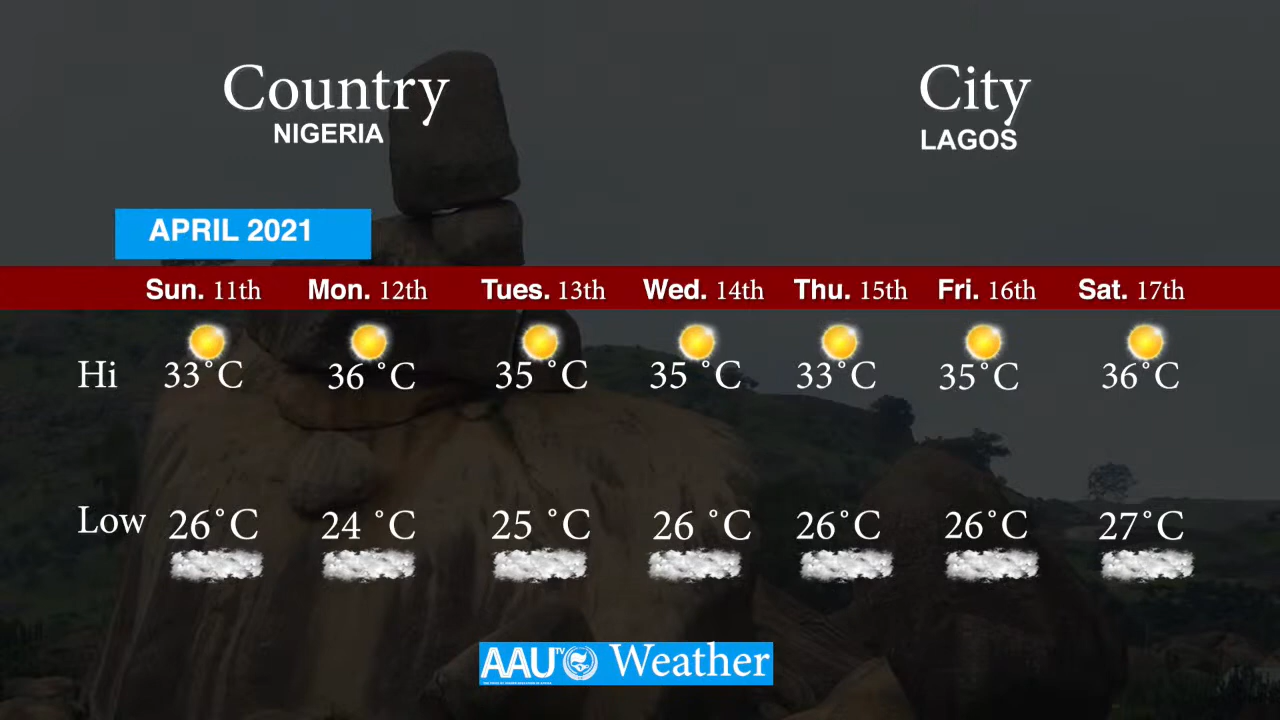 Country
NIGERIA
City
LAGOS
APRIL 2021
Sun. 11th Mon. 12th Tues. 13th Wed. 14th Thu. 15th Fri. 16th Sat. 17th
Hi 33°C 36 °C 35 °C 35 °C 33°C 35°C 36°C
Low 26°C 24 °C 25 °C 26 °C 26°C 26°C 27°C
AAU TV Weather